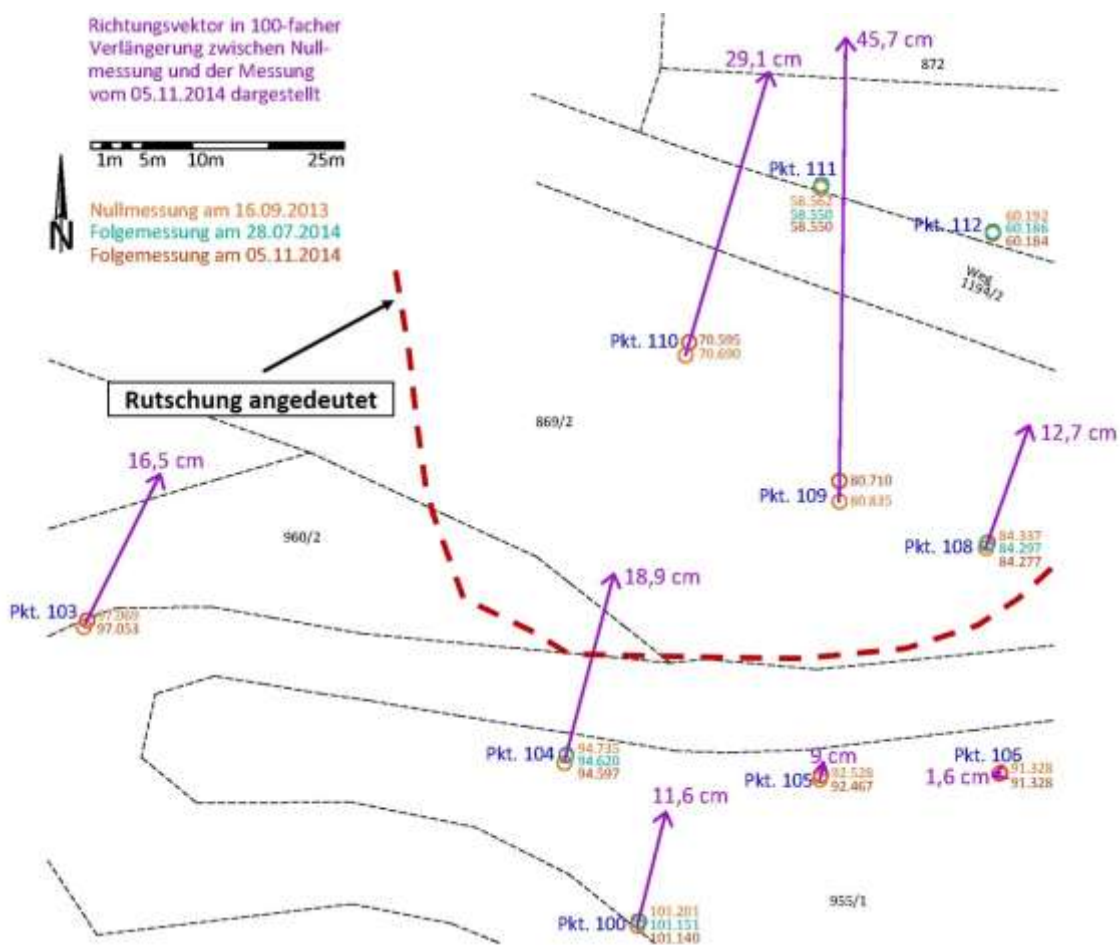 Richtungsvektor in 100-facher
Verlängerung zwischen Null-
messung und der Messung
vom 05.11.2014 dargestellt
1m 5m 10m 25m
N
Nullmessung am 16.09.2013
Folgemessung am 28.07.2014
Folgemessung am 05.11.2014
45,7 cm
29,1 cm
872
Pkt. 111
58.562
58.550
58.550
Pkt. 112
60.192
60.186
60.184
Weg
1194/2
Pkt. 110
70.595
70.690
Rutschung angedeutet
869/2
12,7 cm
16,5 cm
80.710
Pkt. 109
80.835
960/2
Pkt. 108
84.337
84.297
84.277
18,9 cm
Pkt. 103
97.069
97.053
Pkt. 104
94.735
94.620
94.597
9 cm
Pkt. 105
92.528
92.467
Pkt. 106
1,6 cm
91.328
91.328
11,6 cm
Pkt. 100
101.201
101.151
101.140
955/1